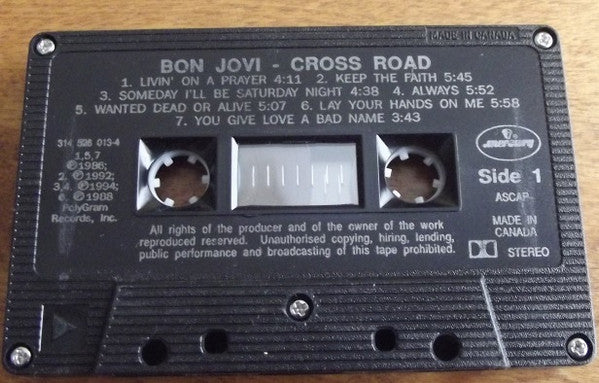 MADE IN CANADA
BON JOVI - CROSS ROAD
1. LIVIN' ON A PRAYER 4:11 2. KEEP THE FAITH 5:45
3. SOMEDAY I'LL BE SATURDAY NIGHT 4:38 4. ALWAYS 5:52
5. WANTED DEAD OR ALIVE 5:07 6. LAY YOUR HANDS ON ME 5:58
7. YOU GIVE LOVE A BAD NAME 3:43
314 526 013-4
1,5,7
℗1986;
2. ℗1992;
3,4. ℗1994;
6. ℗1988
PolyGram
Records, Inc.
mercury
Side 1
ASCAP
MADE IN
CANADA
STEREO
All rights of the producer and of the owner of the work
reproduced reserved. Unauthorised copying, hiring, lending,
public performance and broadcasting of this tape prohibited.